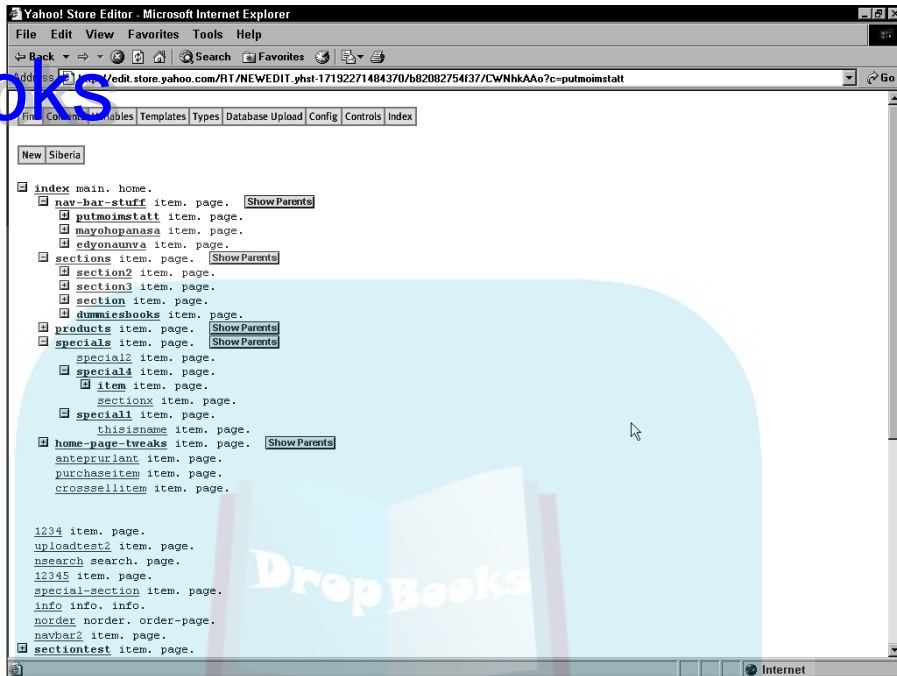 Yahoo! Store Editor - Microsoft Internet Explorer
File Edit View Favorites Tools Help
Back Search Favorites
Address http://edit.store.yahoo.com/RT/NEWEDIT.yhst-17192271484370/b82082754f37/CWNhkAAo?c=putmoimstatt Go
oks
Find Contents Variables Templates Types Database Upload Config Controls Index
New Siberia
index main. home.
nav-bar-stuff item. page. Show Parents
putmoimstatt item. page.
mayohopanasa item. page.
edyonaunva item. page.
sections item. page. Show Parents
section2 item. page.
section3 item. page.
section item. page.
dummiesbooks item. page.
products item. page. Show Parents
specials item. page. Show Parents
special2 item. page.
special4 item. page.
item item. page.
sectionx item. page.
special1 item. page.
thisisname item. page.
home-page-tweaks item. page. Show Parents
anteprurlant item. page.
purchaseitem item. page.
crosssellitem item. page.
1234 item. page.
uploadtest2 item. page.
nsearch search. page.
12345 item. page.
special-section item. page.
info info. info.
norder norder. order-page.
navbar2 item. page.
sectiontest item. page.
DropBooks
Internet